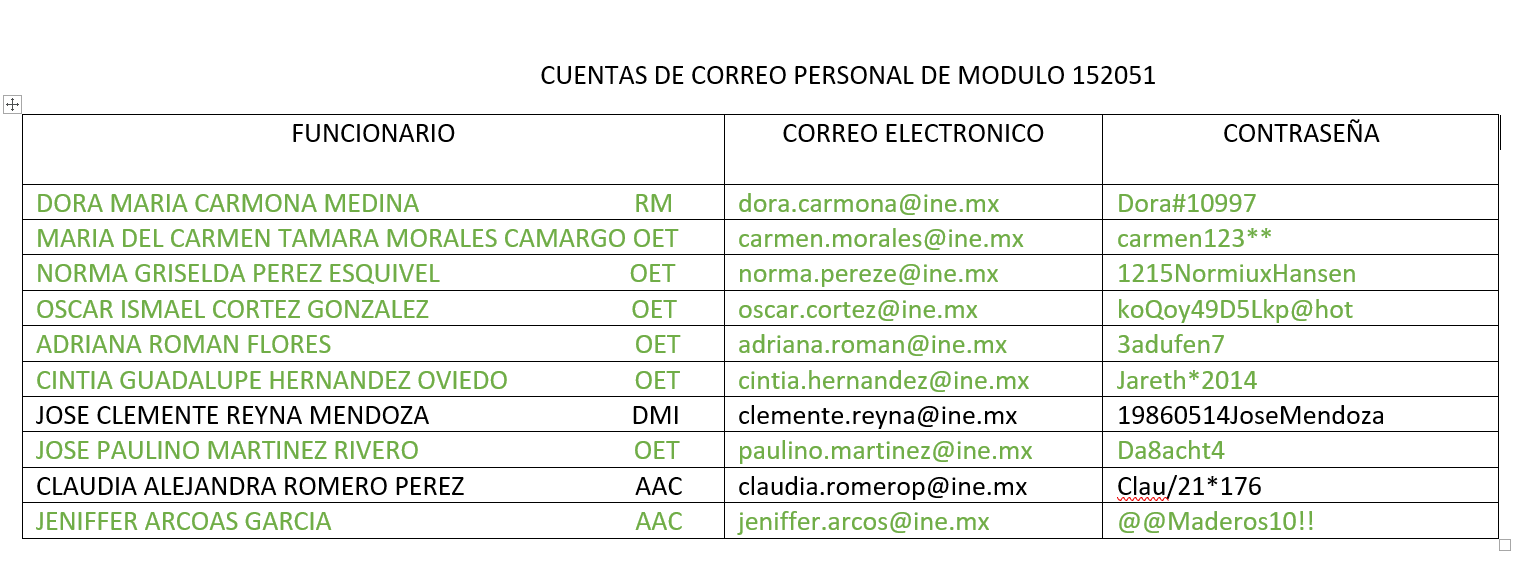 CUENTAS DE CORREO PERSONAL DE MODULO 152051
FUNCIONARIO CORREO ELECTRONICO CONTRASEÑA
DORA MARIA CARMONA MEDINA RM dora.carmona@ine.mx Dora#10997
MARIA DEL CARMEN TAMARA MORALES CAMARGO OET carmen.morales@ine.mx carmen123**
NORMA GRISELDA PEREZ ESQUIVEL OET norma.pereze@ine.mx 1215NormiuxHansen
OSCAR ISMAEL CORTEZ GONZALEZ OET oscar.cortez@ine.mx koQoy49D5Lkp@hot
ADRIANA ROMAN FLORES OET adriana.roman@ine.mx 3adufen7
CINTIA GUADALUPE HERNANDEZ OVIEDO OET cintia.hernandez@ine.mx Jareth*2014
JOSE CLEMENTE REYNA MENDOZA DMI clemente.reyna@ine.mx 19860514JoseMendoza
JOSE PAULINO MARTINEZ RIVERO OET paulino.martinez@ine.mx Da8acht4
CLAUDIA ALEJANDRA ROMERO PEREZ AAC claudia.romerop@ine.mx Clau/21*176
JENIFFER ARCOAS GARCIA AAC jeniffer.arcos@ine.mx @@Maderos10!!